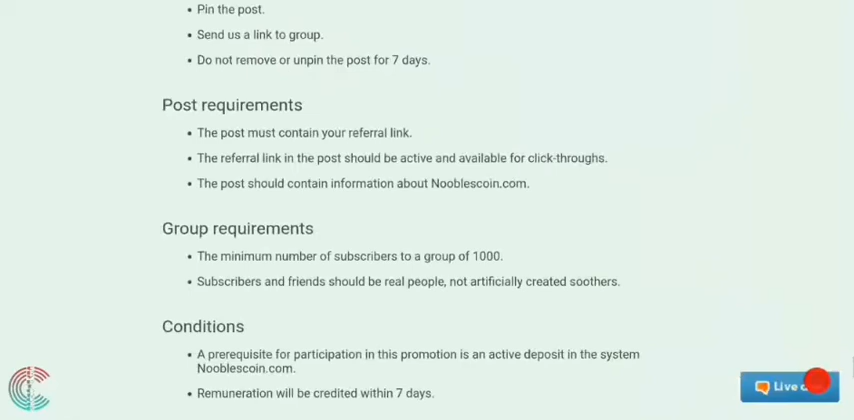 Pin the post.
Send us a link to group.
Do not remove or unpin the post for 7 days.
Post requirements
The post must contain your referral link.
The referral link in the post should be active and available for click-throughs.
The post should contain information about Nooblescoin.com.
Group requirements
The minimum number of subscribers to a group of 1000.
Subscribers and friends should be real people, not artificially created soothers.
Conditions
A prerequisite for participation in this promotion is an active deposit in the system
Nooblescoin.com.
Remuneration will be credited within 7 days.
Live